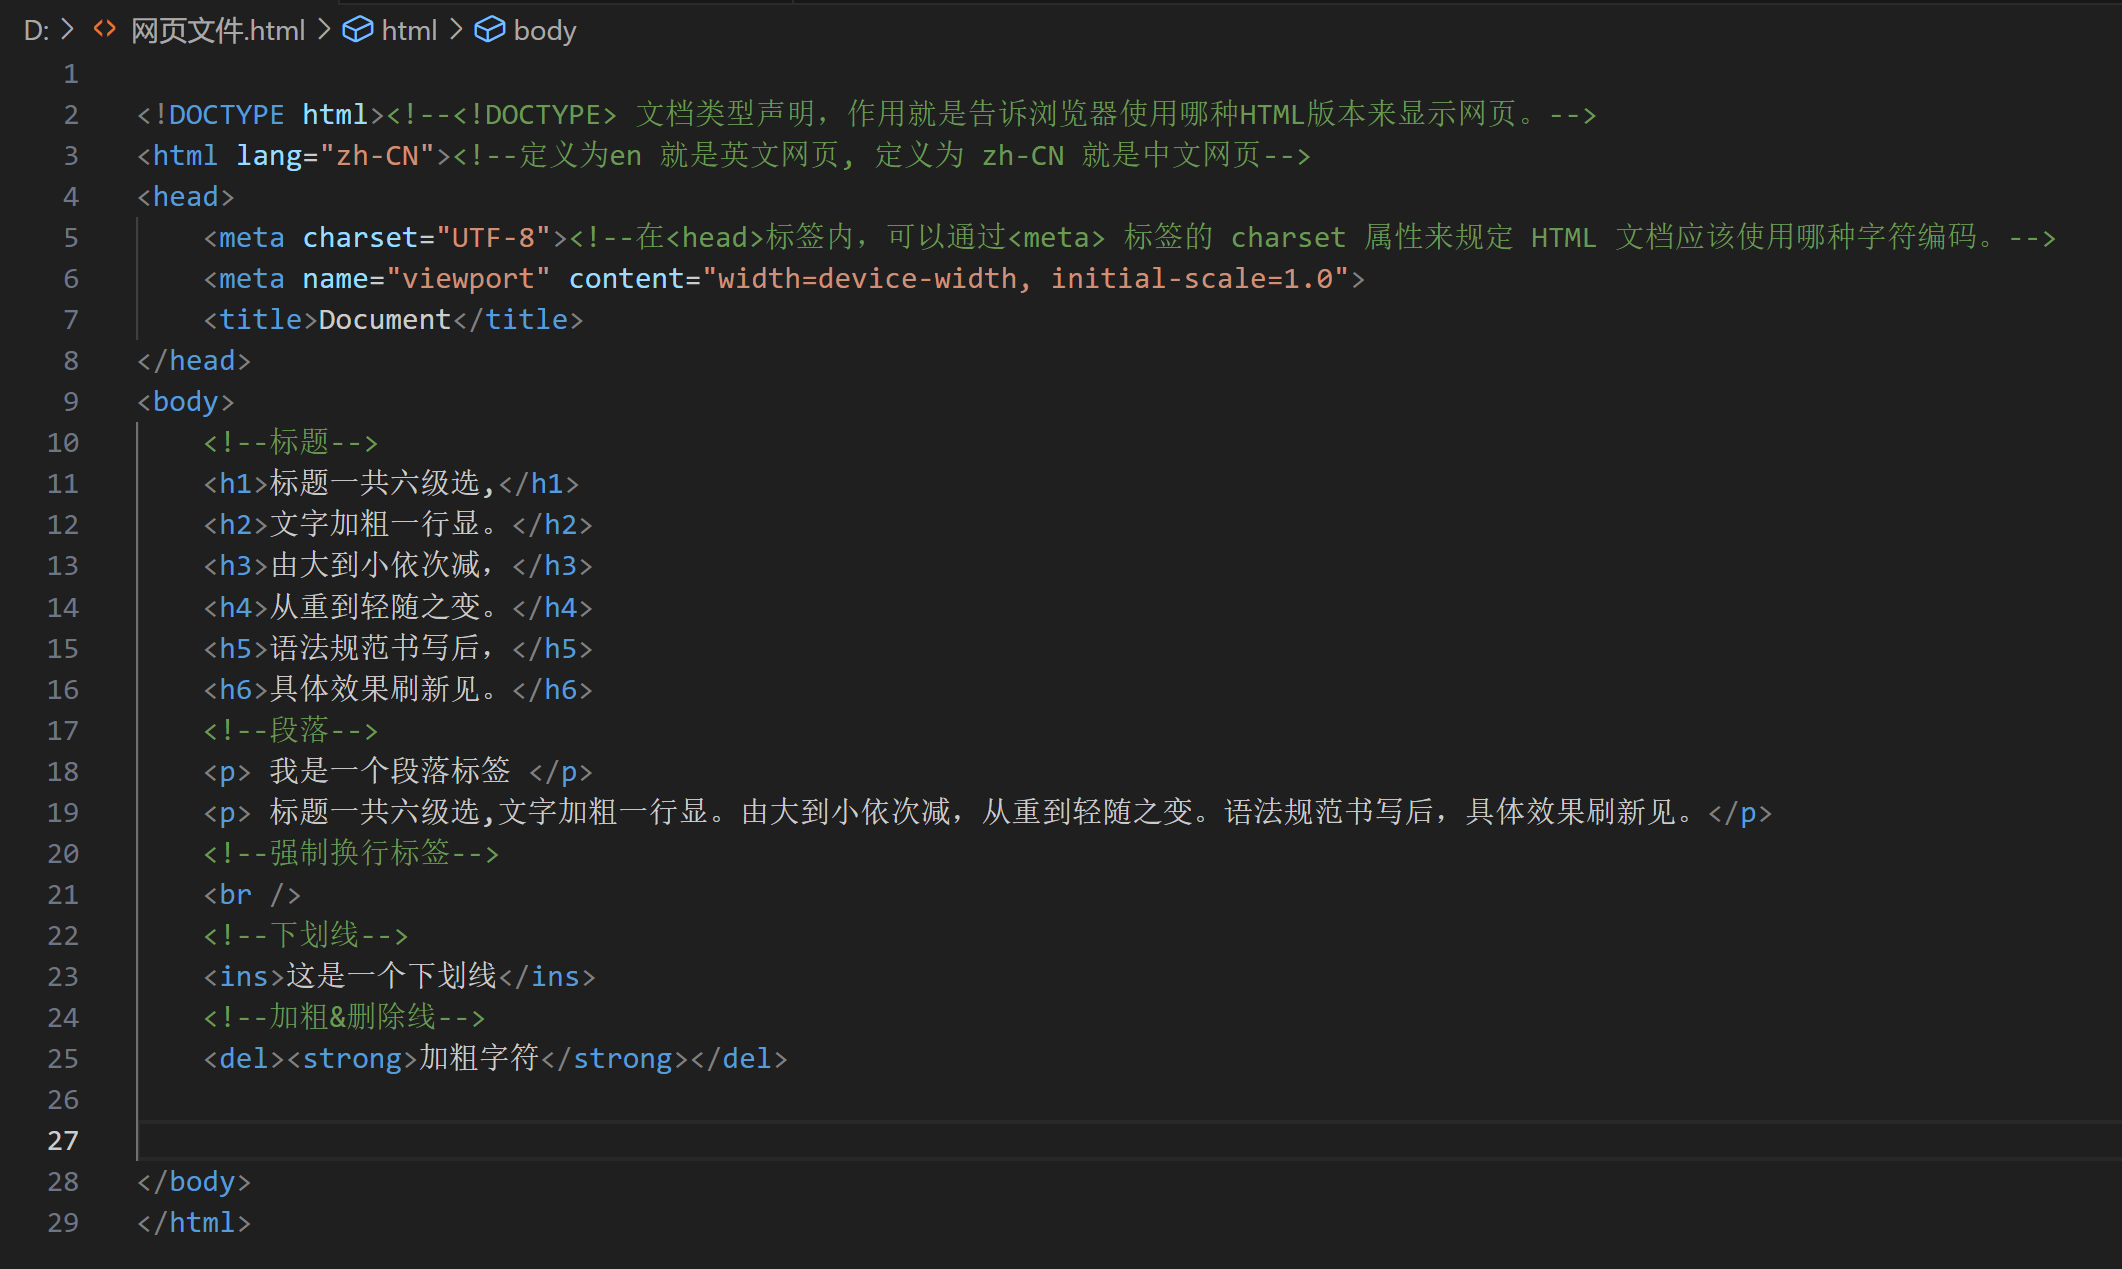 D: > <> 网页文件.html > html > body
1
2 <!DOCTYPE html><!--<!DOCTYPE> 文档类型声明，作用就是告诉浏览器使用哪种HTML版本来显示网页。-->
3 <html lang="zh-CN"><!--定义为en 就是英文网页, 定义为 zh-CN 就是中文网页-->
4 <head>
5     <meta charset="UTF-8"><!--在<head>标签内，可以通过<meta> 标签的 charset 属性来规定 HTML 文档应该使用哪种字符编码。-->
6     <meta name="viewport" content="width=device-width, initial-scale=1.0">
7     <title>Document</title>
8 </head>
9 <body>
10     <!--标题-->
11     <h1>标题一共六级选,</h1>
12     <h2>文字加粗一行显。</h2>
13     <h3>由大到小依次减，</h3>
14     <h4>从重到轻随之变。</h4>
15     <h5>语法规范书写后，</h5>
16     <h6>具体效果刷新见。</h6>
17     <!--段落-->
18     <p> 我是一个段落标签 </p>
19     <p> 标题一共六级选,文字加粗一行显。由大到小依次减，从重到轻随之变。语法规范书写后，具体效果刷新见。</p>
20     <!--强制换行标签-->
21     <br />
22     <!--下划线-->
23     <ins>这是一个下划线</ins>
24     <!--加粗&删除线-->
25     <del><strong>加粗字符</strong></del>
26
27
28 </body>
29 </html>